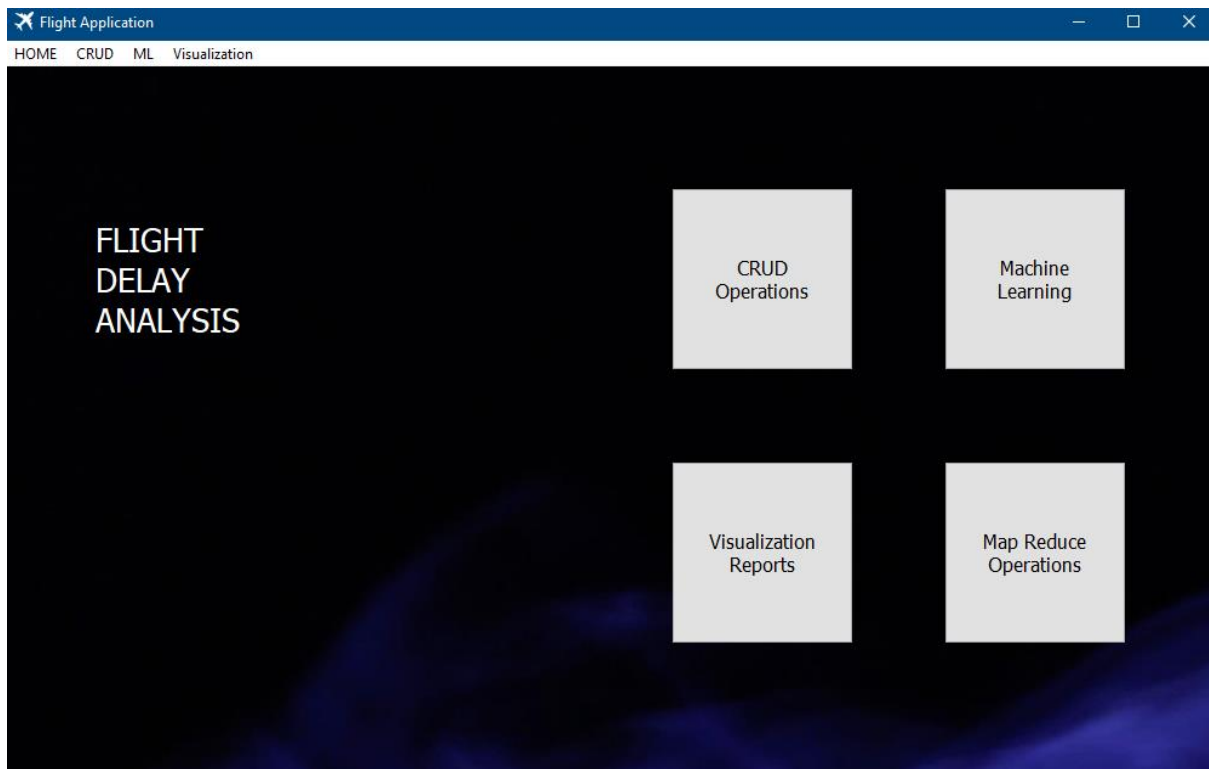 Flight Application
HOME CRUD ML Visualization
FLIGHT
DELAY
ANALYSIS
CRUD
Operations
Machine
Learning
Visualization
Reports
Map Reduce
Operations